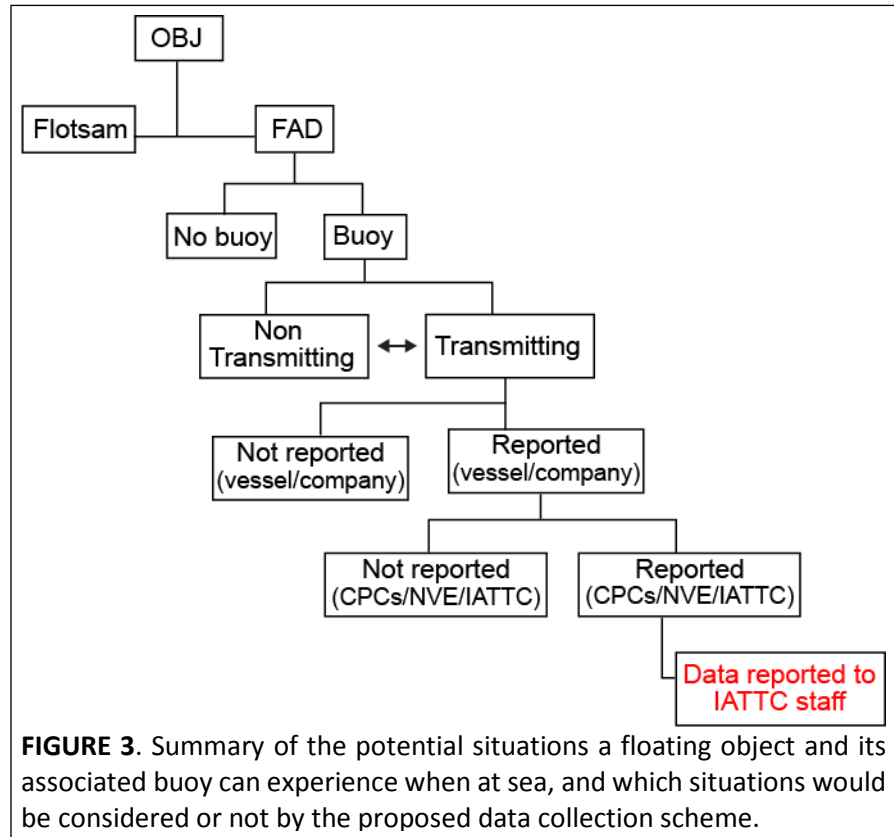 OBJ
Flotsam
FAD
No buoy
Buoy
Non
Transmitting
Transmitting
Not reported
(vessel/company)
Reported
(vessel/company)
Not reported
(CPCs/NVE/IATTC)
Reported
(CPCs/NVE/IATTC)
Data reported to
IATTC staff
FIGURE 3. Summary of the potential situations a floating object and its
associated buoy can experience when at sea, and which situations would
be considered or not by the proposed data collection scheme.